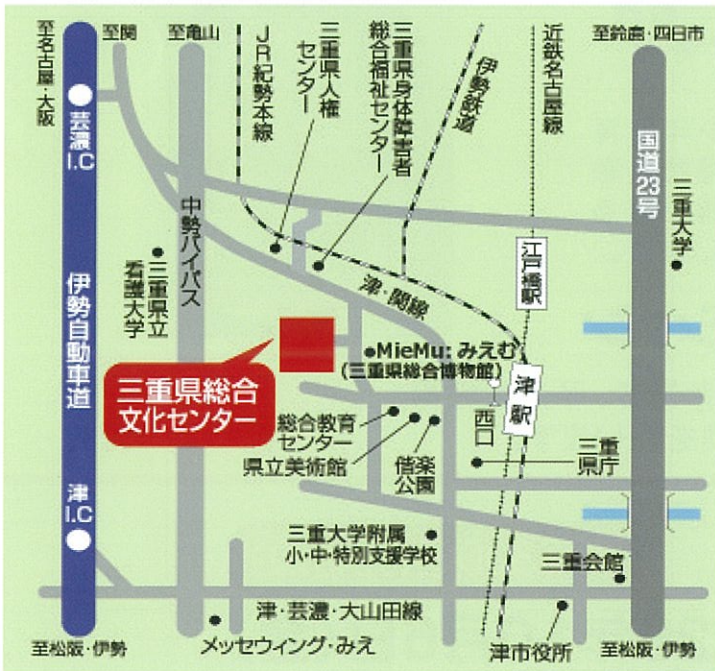 至名古屋・大阪
至関
至亀山
JR紀勢本線
三重県人権
センター
三重県身体障害者
総合福祉センター
伊勢鉄道
近鉄名古屋線
至鈴鹿・四日市
芸濃I.C
国道23号
三重大学
中勢バイパス
江戸橋駅
三重県立
看護大学
伊勢自動車道
津・関線
MieMu:みえむ
(三重県総合博物館)
三重県総合
文化センター
津駅
西口
総合教育
センター
県立美術館
偕楽
公園
三重
県庁
津I.C
三重大学附属
小・中・特別支援学校
三重会館
津・芸濃・大山田線
至松阪・伊勢
メッセウィング・みえ
津市役所
至松阪・伊勢